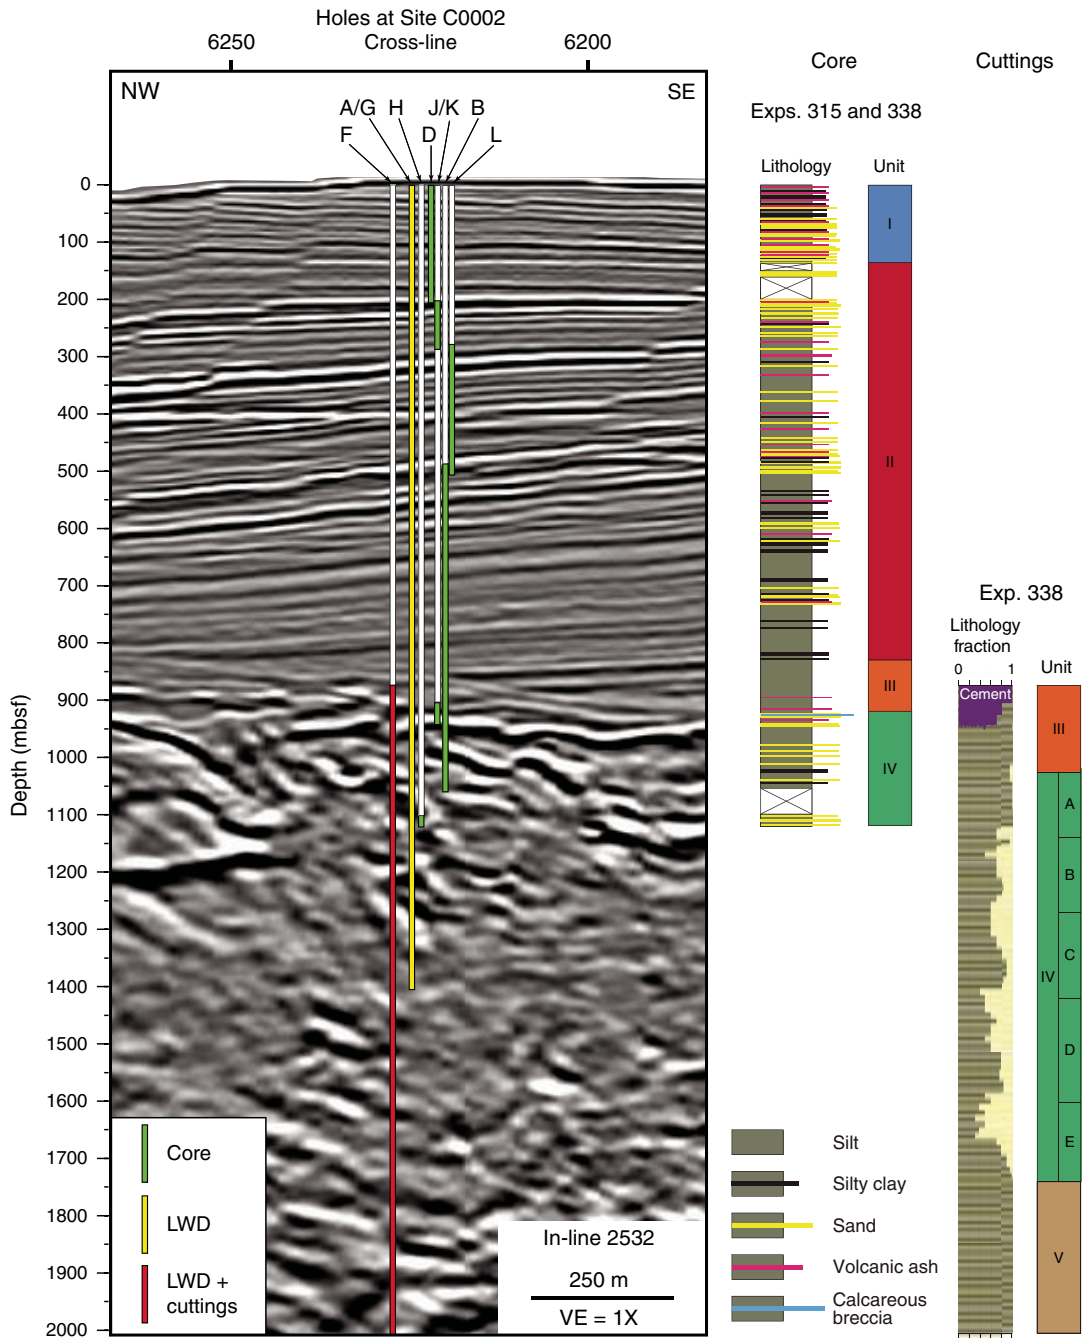 Holes at Site C0002
6250 Cross-line 6200
NW SE
A/G H J/K B
F D L
Depth (mbsf)
0
100
200
300
400
500
600
700
800
900
1000
1100
1200
1300
1400
1500
1600
1700
1800
1900
2000
Core
LWD
LWD +
cuttings
In-line 2532
250 m
VE = 1X
Core
Exps. 315 and 338
Lithology Unit
I
II
III
IV
Silt
Silty clay
Sand
Volcanic ash
Calcareous
breccia
Cuttings
Exp. 338
Lithology
fraction
0 1 Unit
Cement
III
IV
A
B
C
D
E
V